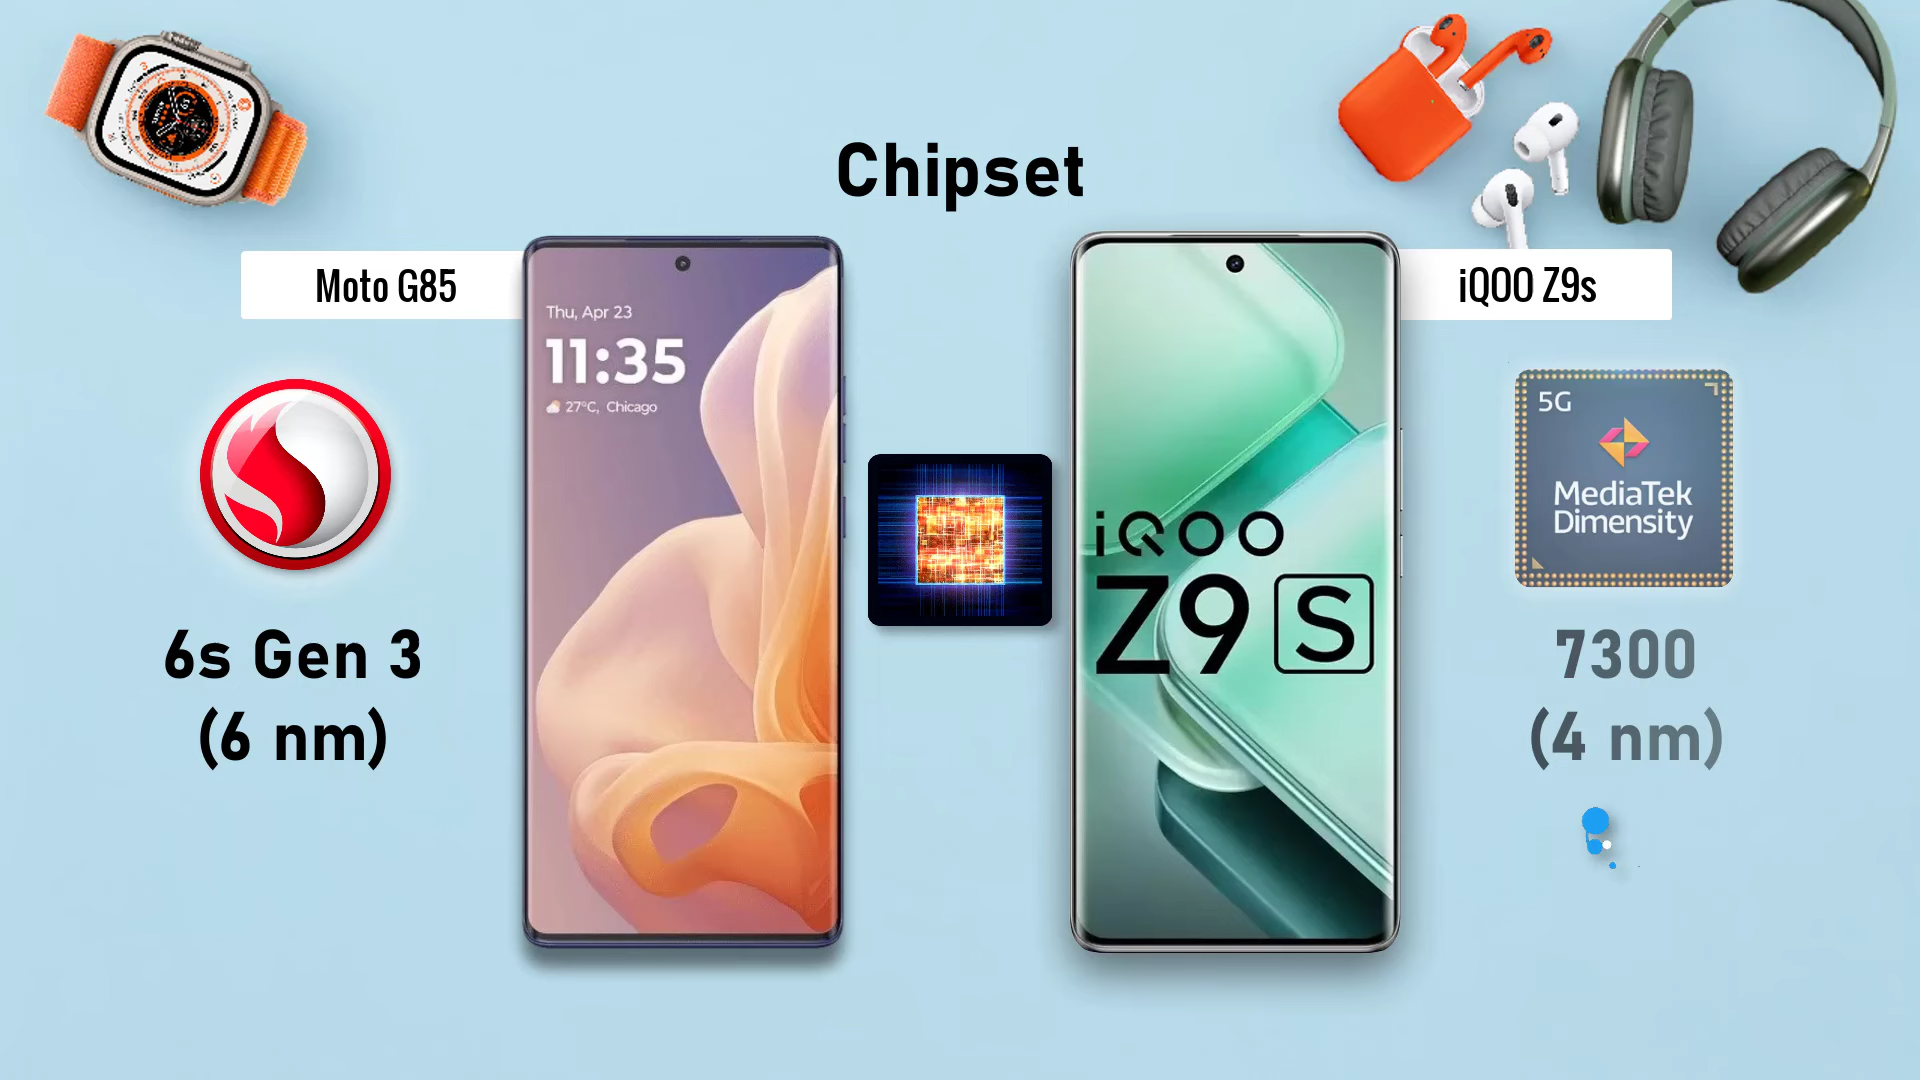 Chipset
Moto G85
iQOO Z9s
Thu, Apr 23
11:35
27°C, Chicago
5G
MediaTek
Dimensity
iQOO
Z9 S
6s Gen 3
(6 nm)
7300
(4 nm)